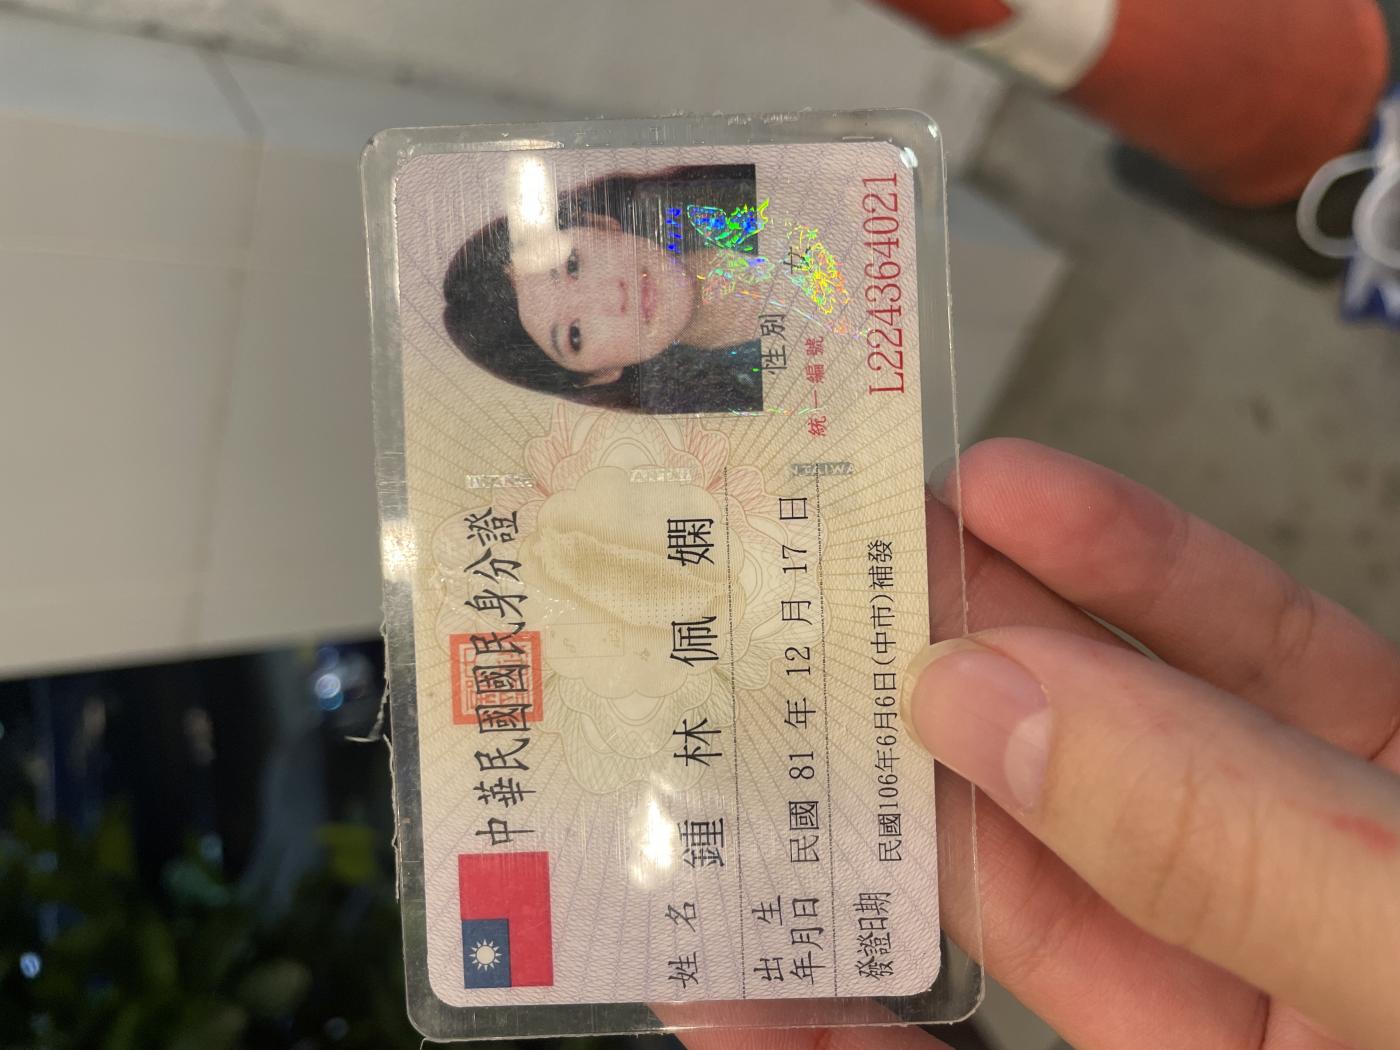 中華民國國民身分證
姓名 鍾林佩嫻
出生年月日 民國 81 年 12 月 17 日
發證日期 民國106年6月6日(中市)補發
性別 女
統一編號
L224364021